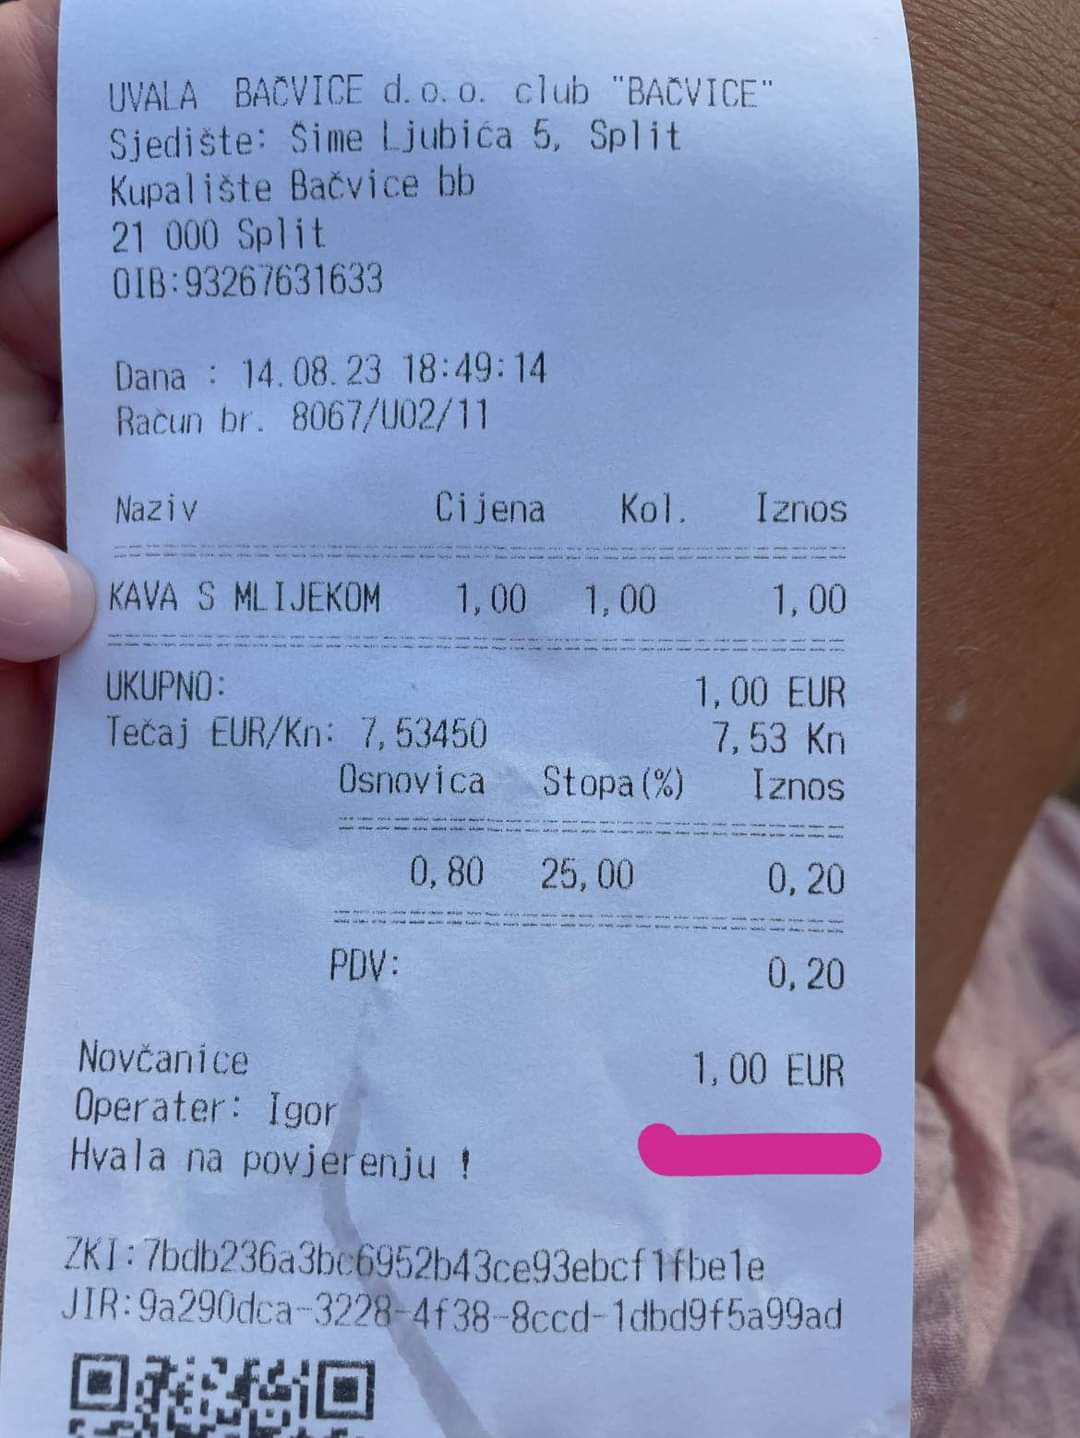 UVALA BAČVICE d.o.o. club "BAČVICE"
Sjedište: Šime Ljubića 5, Split
Kupalište Bačvice bb
21 000 Split
OIB:93267631633
Dana : 14.08.23 18:49:14
Račun br. 8067/U02/11
Naziv Cijena Kol. Iznos
KAVA S MLIJEKOM 1,00 1,00 1,00
UKUPNO: 1,00 EUR
Tečaj EUR/Kn: 7,53450 7,53 Kn
Osnovica Stopa(%) Iznos
0,80 25,00 0,20
PDV: 0,20
Novčanice 1,00 EUR
Operater: Igor
Hvala na povjerenju !
ZKI:7bdb236a3bc6952b43ce93ebcf1fbe1e
JIR:9a290dca-3228-4f38-8ccd-1dbd9f5a99ad